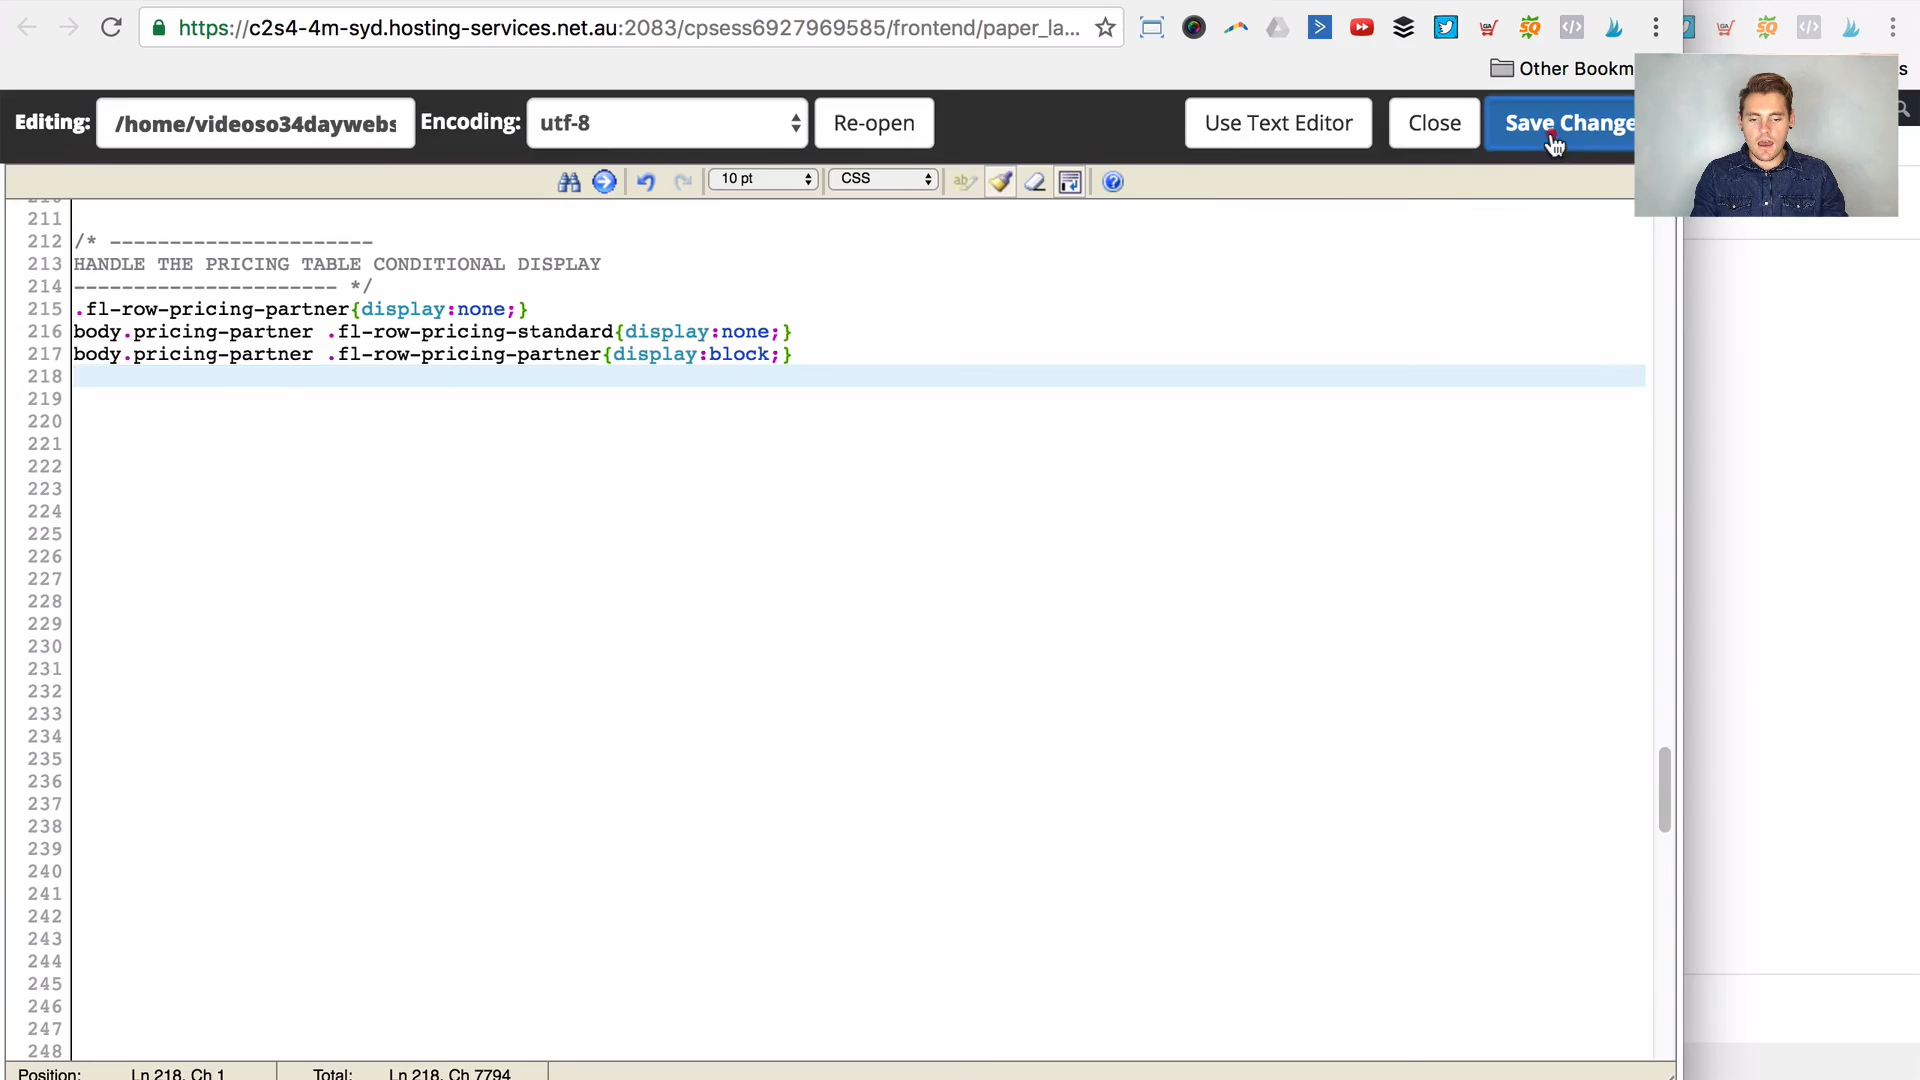 https://c2s4-4m-syd.hosting-services.net.au:2083/cpsess6927969585/frontend/paper_la...
Other Bookm
s
Editing: /home/videoso34daywebs Encoding: utf-8 Re-open Use Text Editor Close Save Change
10 pt CSS
210
211
212 /* ----------------------
213 HANDLE THE PRICING TABLE CONDITIONAL DISPLAY
214 ---------------------- */
215 .fl-row-pricing-partner{display:none;}
216 body.pricing-partner .fl-row-pricing-standard{display:none;}
217 body.pricing-partner .fl-row-pricing-partner{display:block;}
218
219
220
221
222
223
224
225
226
227
228
229
230
231
232
233
234
235
236
237
238
239
240
241
242
243
244
245
246
247
248
Position: Ln 218, Ch 1 Total: Ln 218, Ch 7794